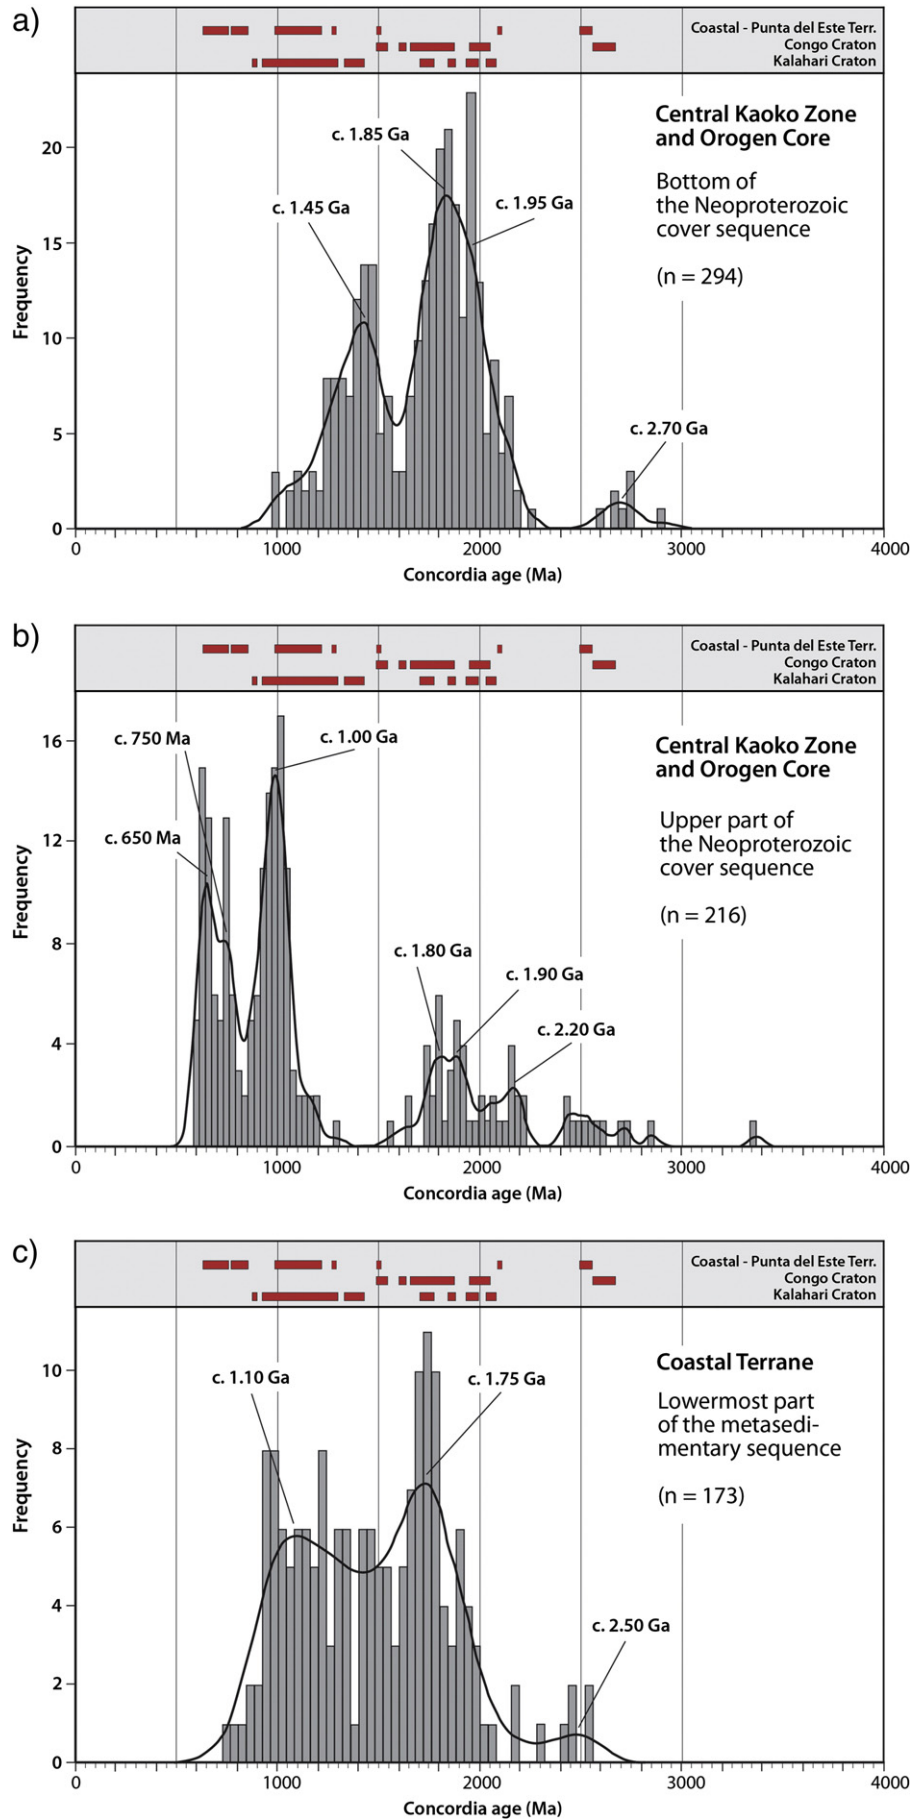 a)
Coastal - Punta del Este Terr.
Congo Craton
Kalahari Craton
Central Kaoko Zone
and Orogen Core
Bottom of
the Neoproterozoic
cover sequence
(n = 294)
c. 1.85 Ga
c. 1.45 Ga
c. 1.95 Ga
c. 2.70 Ga
Frequency
20
15
10
5
0
0 1000 2000 3000 4000
Concordia age (Ma)
b)
Coastal - Punta del Este Terr.
Congo Craton
Kalahari Craton
Central Kaoko Zone
and Orogen Core
Upper part of
the Neoproterozoic
cover sequence
(n = 216)
c. 750 Ma
c. 1.00 Ga
c. 650 Ma
c. 1.80 Ga
c. 1.90 Ga
c. 2.20 Ga
Frequency
16
12
8
4
0
0 1000 2000 3000 4000
Concordia age (Ma)
c)
Coastal - Punta del Este Terr.
Congo Craton
Kalahari Craton
Coastal Terrane
Lowermost part
of the metasedi-
mentary sequence
(n = 173)
c. 1.10 Ga
c. 1.75 Ga
c. 2.50 Ga
Frequency
10
8
6
4
2
0
0 1000 2000 3000 4000
Concordia age (Ma)